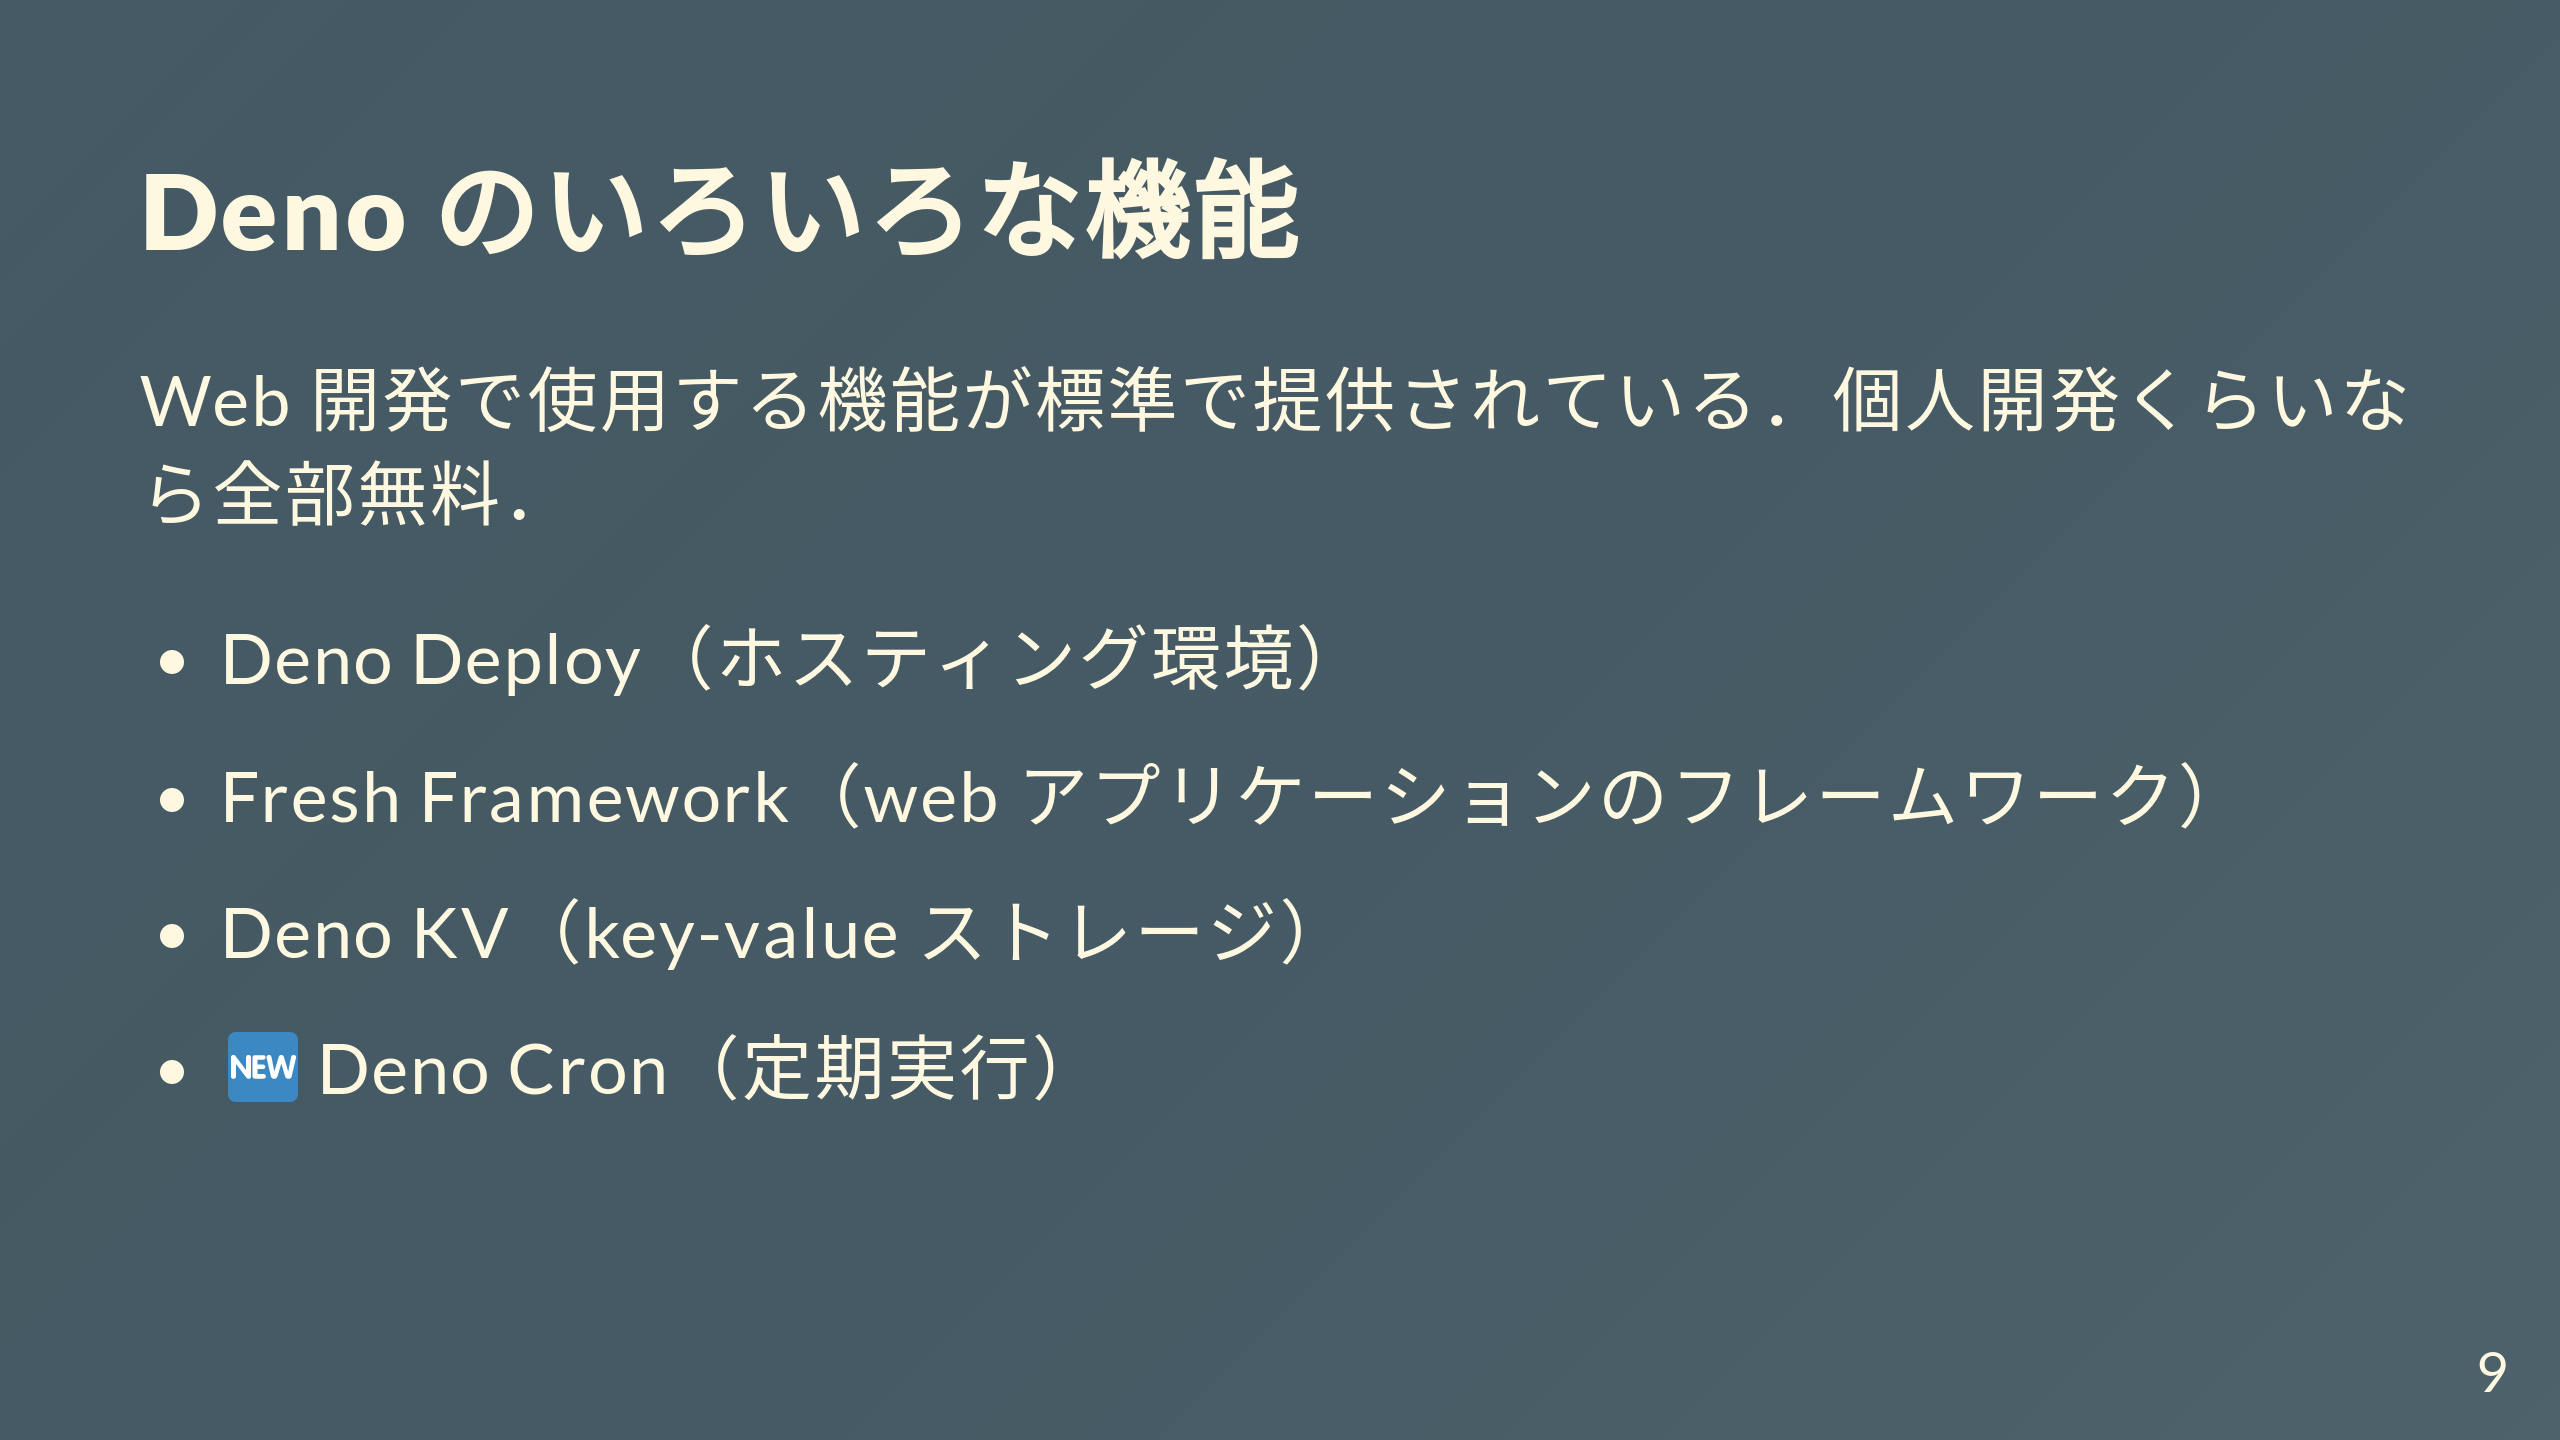 Deno のいろいろな機能
Web 開発で使用する機能が標準で提供されている．個人開発くらいな
ら全部無料．
• Deno Deploy（ホスティング環境）
• Fresh Framework（web アプリケーションのフレームワーク）
• Deno KV（key-value ストレージ）
• 🆕 Deno Cron（定期実行）
9